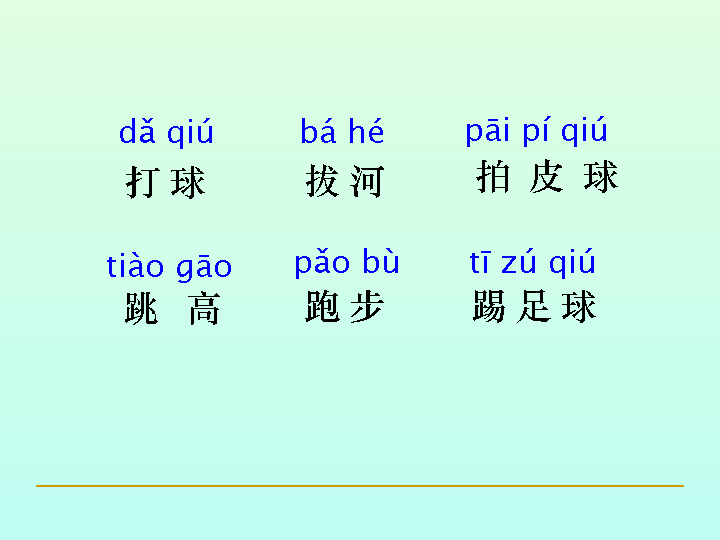 dǎ qiú bá hé pāi pí qiú
打球 拔河 拍皮球
tiào gāo pǎo bù tī zú qiú
跳高 跑步 踢足球